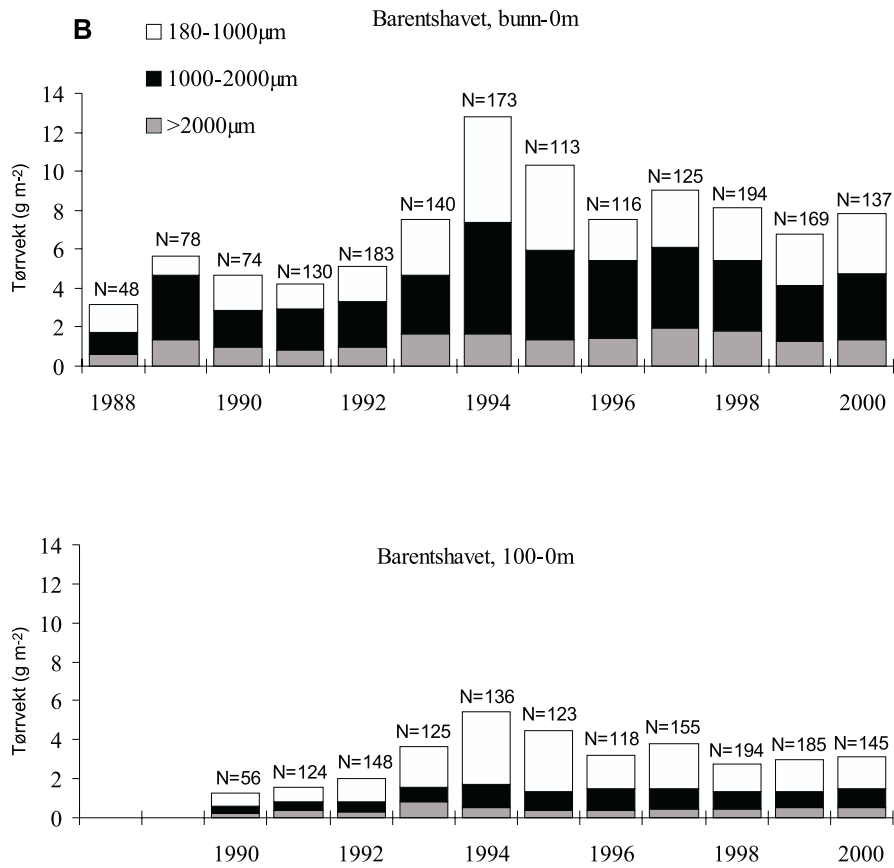 B
Barentshavet, bunn-0m
180-1000µm
1000-2000µm
>2000µm
Tørrvekt (g m-2)
14
12
10
8
6
4
2
0
N=48
N=78
N=74
N=130
N=183
N=140
N=173
N=113
N=116
N=125
N=194
N=169
N=137
1988
1990
1992
1994
1996
1998
2000
Barentshavet, 100-0m
Tørrvekt (g m-2)
14
12
10
8
6
4
2
0
N=56
N=124
N=148
N=125
N=136
N=123
N=118
N=155
N=194
N=185
N=145
1990
1992
1994
1996
1998
2000